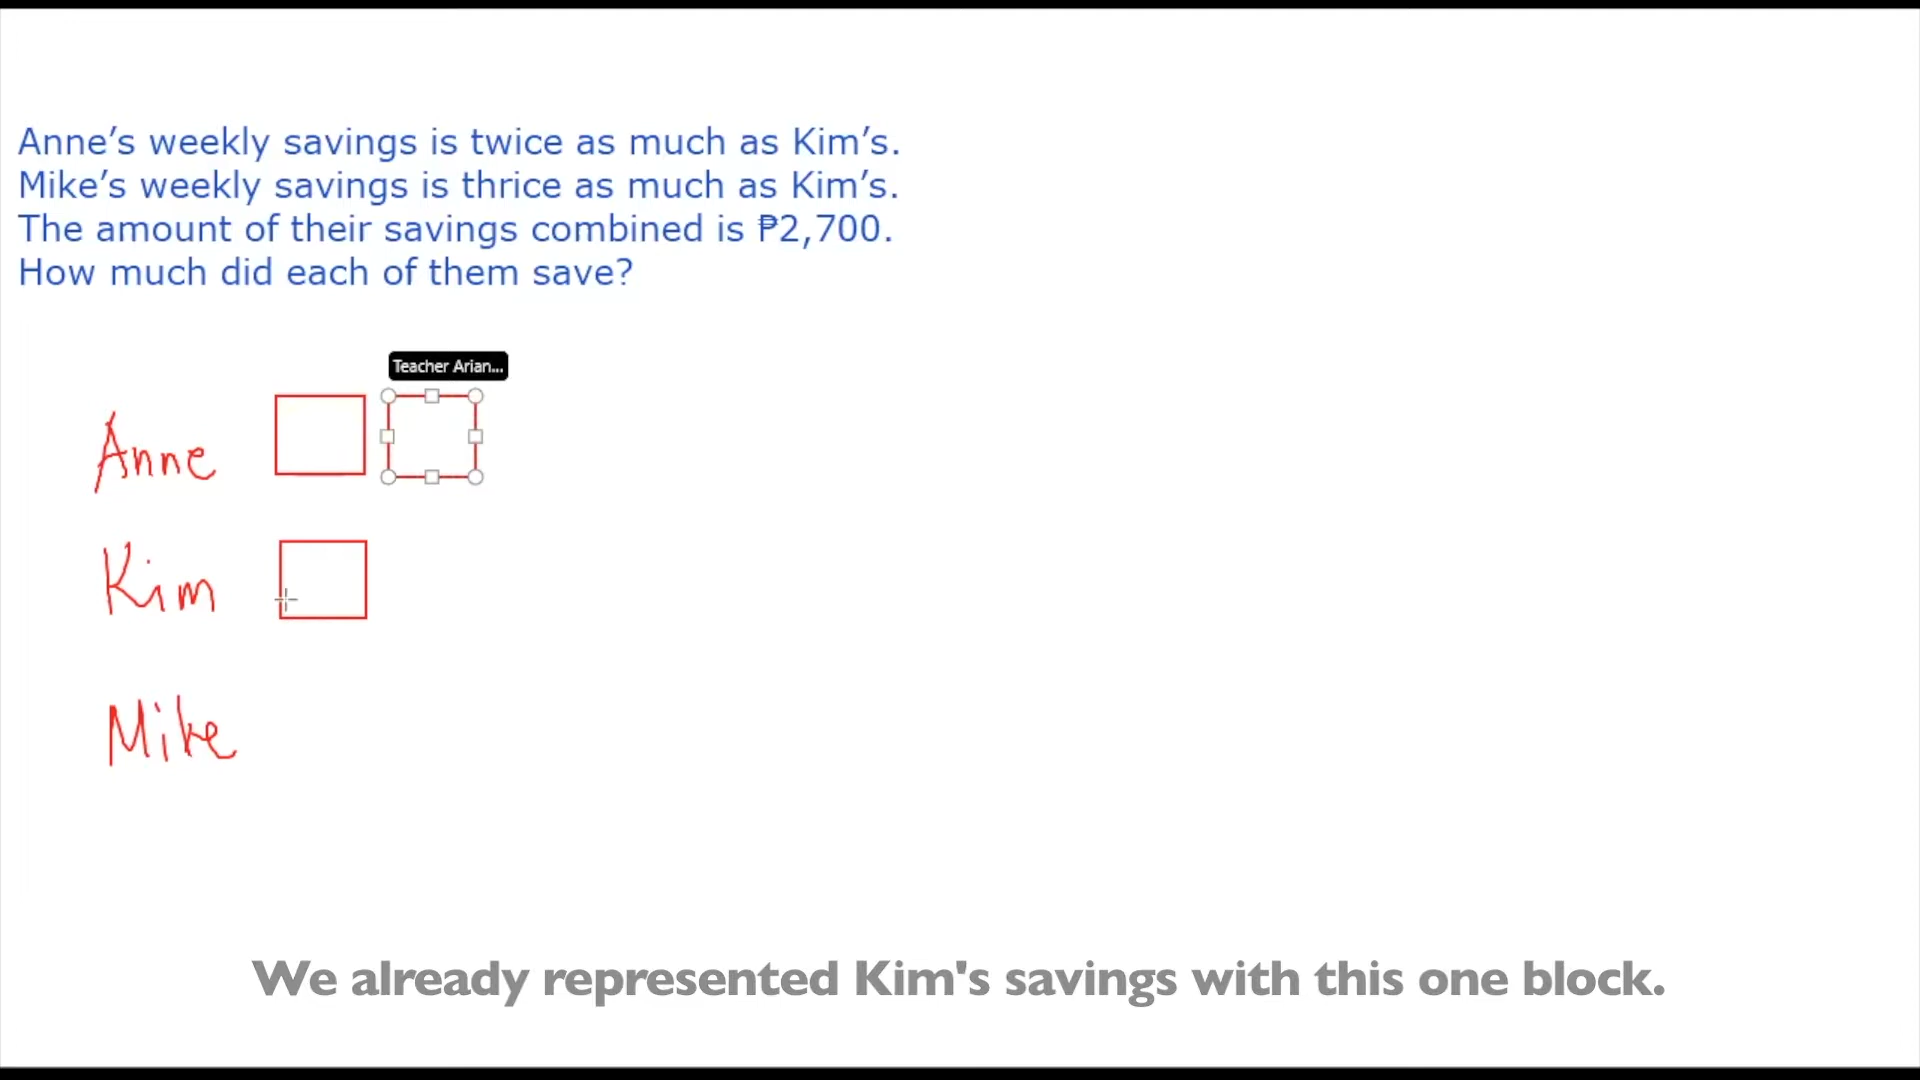 Anne’s weekly savings is twice as much as Kim’s.
Mike’s weekly savings is thrice as much as Kim’s.
The amount of their savings combined is ₱2,700.
How much did each of them save?
Teacher Arian...
Anne
Kim
Mike
We already represented Kim's savings with this one block.